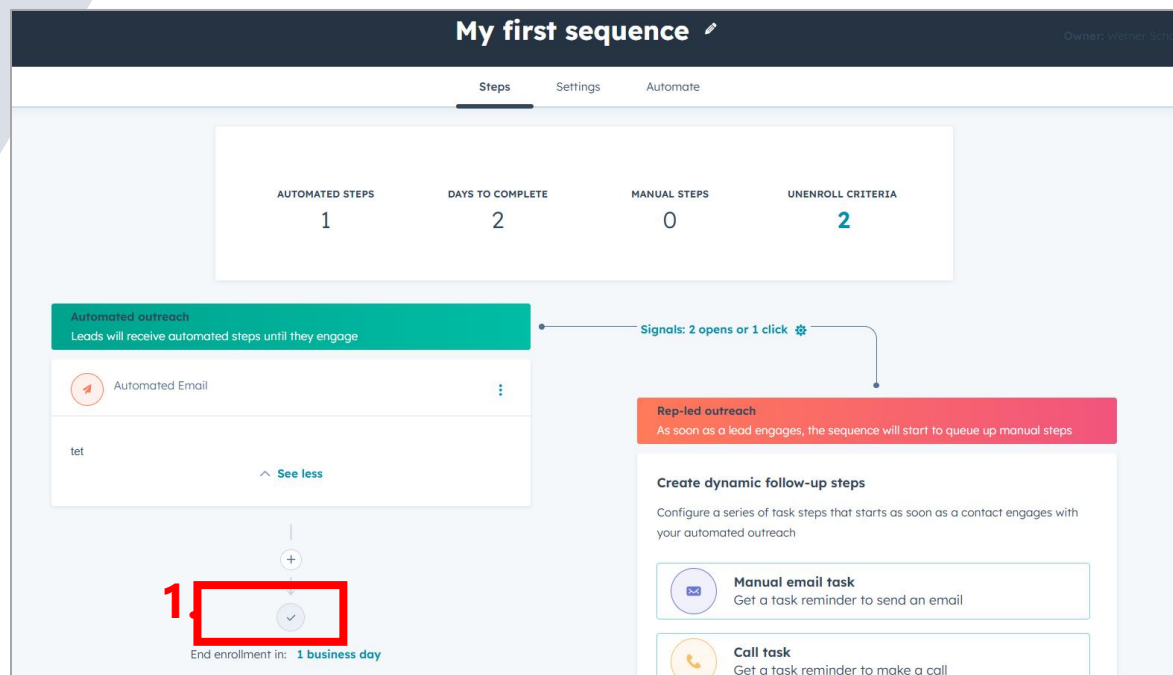 My first sequence
Owner: Werner Scho
Steps Settings Automate
AUTOMATED STEPS DAYS TO COMPLETE MANUAL STEPS UNENROLL CRITERIA
1 2 0 2
Automated outreach
Leads will receive automated steps until they engage
Signals: 2 opens or 1 click
Automated Email
Rep-led outreach
As soon as a lead engages, the sequence will start to queue up manual steps
tet
See less
Create dynamic follow-up steps
Configure a series of task steps that starts as soon as a contact engages with
your automated outreach
Manual email task
Get a task reminder to send an email
1.
End enrollment in: 1 business day
Call task
Get a task reminder to make a call